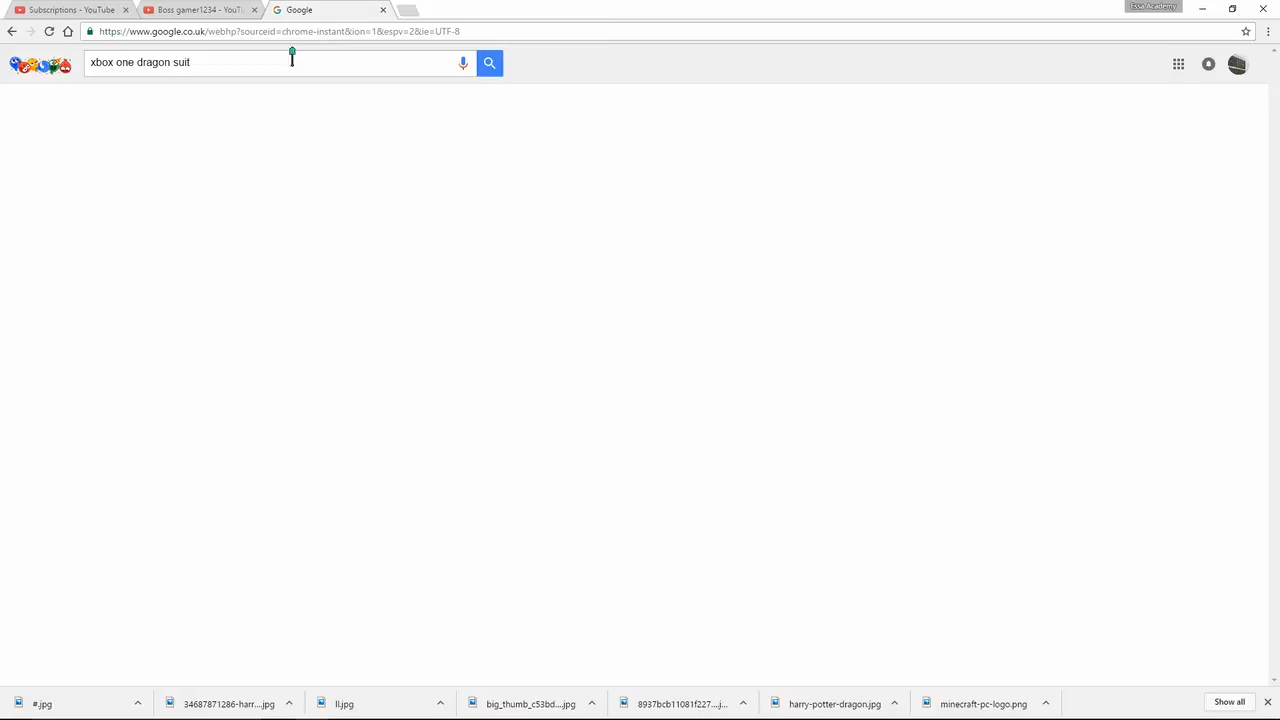 Subscriptions - YouTube
Boss gamer1234 - YouTu
Google
Essa Academy
https://www.google.co.uk/webhp?sourceid=chrome-instant&ion=1&espv=2&ie=UTF-8
xbox one dragon suit
#.jpg
34687871286-harr....jpg
ll.jpg
big_thumb_c53bd....jpg
8937bcb11081f227....j...
harry-potter-dragon.jpg
minecraft-pc-logo.png
Show all